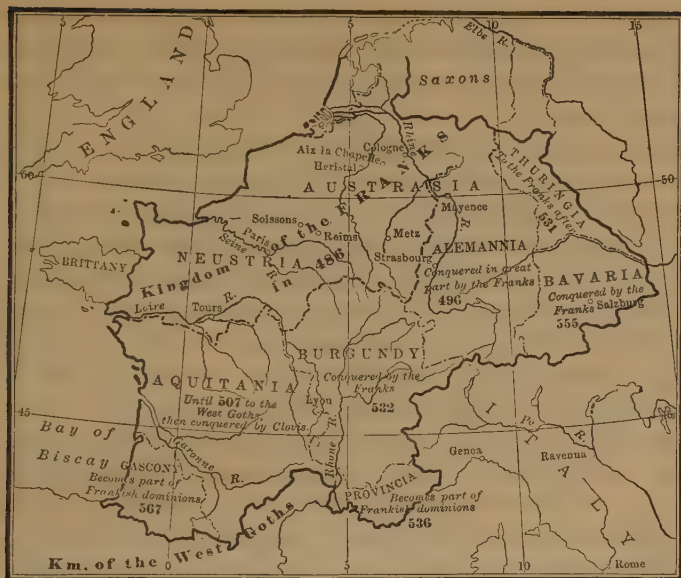 5
5
10
15
Elbe R.
Saxons
ENGLAND
Rhine
Cologne
Aix la Chapelle
Heristal
THURINGIA
To the Franks after
531
50
50
AUSTRASIA
Kingdom of the FRANKS
in 486
Mayence
R.
Soissons
Paris
Reims
Metz
Seine R.
NEUSTRIA
Strasbourg
ALEMANNIA
Conquered in great
part by the Franks
496
BRITTANY
BAVARIA
Conquered by the
Franks
555
Salzburg
Loire
Tours
R.
BURGUNDY
Conquered by the
Franks
532
AQUITANIA
Until 507 to the
West Goths,
then conquered by Clovis.
Lyon
45
Bay of
Biscay
Garonne
R.
Rhone R.
ITALY
Po
R.
Genoa
Ravenna
GASCONY
Becomes part of
Frankish dominions
567
PROVINCIA
Becomes part of
Frankish dominions
536
Km. of the West Goths
0
5
10
Rome